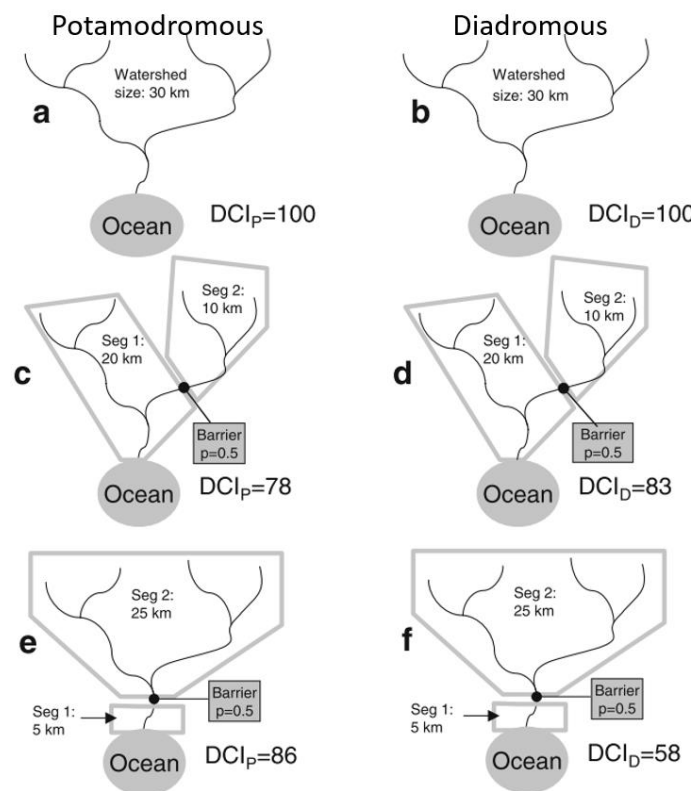 Potamodromous
Diadromous
Watershed
size: 30 km
a
Ocean
DCIP=100
Watershed
size: 30 km
b
Ocean
DCID=100
Seg 2:
10 km
Seg 1:
20 km
c
Barrier
p=0.5
Ocean
DCIP=78
Seg 2:
10 km
Seg 1:
20 km
d
Barrier
p=0.5
Ocean
DCID=83
Seg 2:
25 km
e
Barrier
p=0.5
Seg 1:
5 km
Ocean
DCIP=86
Seg 2:
25 km
f
Barrier
p=0.5
Seg 1:
5 km
Ocean
DCID=58